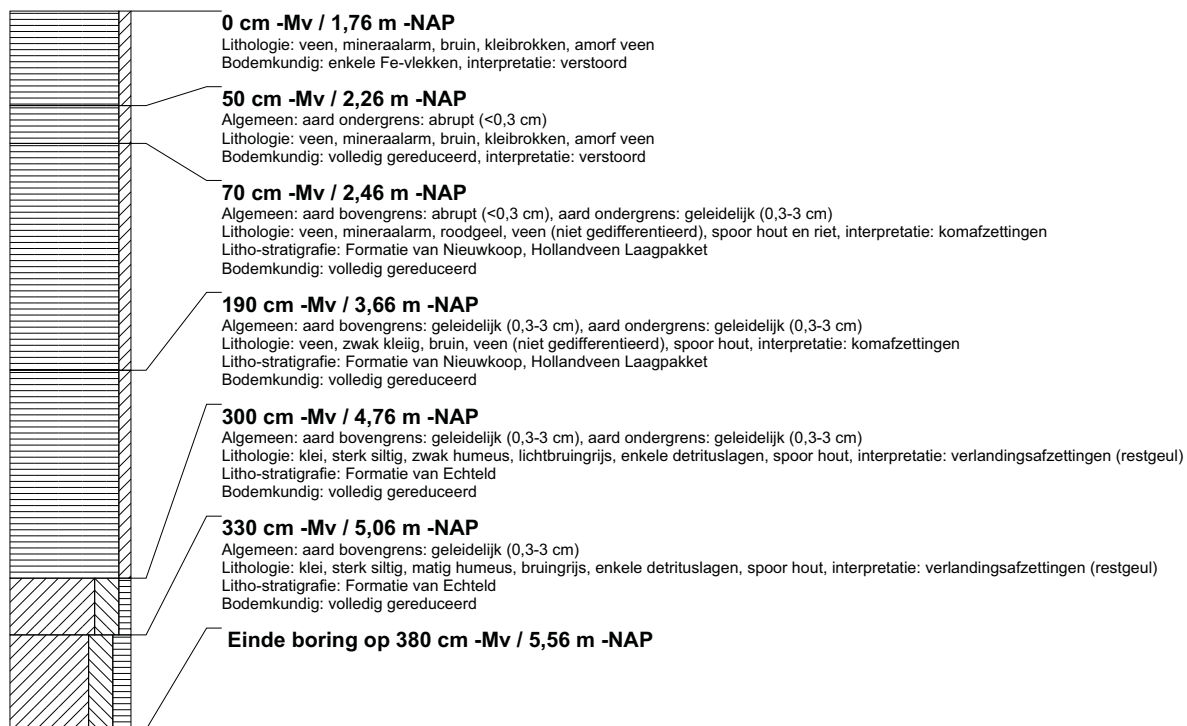 0 cm -Mv / 1,76 m -NAP
Lithologie: veen, mineraalarm, bruin, kleibrokken, amorf veen
Bodemkundig: enkele Fe-vlekken, interpretatie: verstoord
50 cm -Mv / 2,26 m -NAP
Algemeen: aard ondergrens: abrupt (<0,3 cm)
Lithologie: veen, mineraalarm, bruin, kleibrokken, amorf veen
Bodemkundig: volledig gereduceerd, interpretatie: verstoord
70 cm -Mv / 2,46 m -NAP
Algemeen: aard bovengrens: abrupt (<0,3 cm), aard ondergrens: geleidelijk (0,3-3 cm)
Lithologie: veen, mineraalarm, roodgeel, veen (niet gedifferentieerd), spoor hout en riet, interpretatie: komafzettingen
Litho-stratigrafie: Formatie van Nieuwkoop, Hollandveen Laagpakket
Bodemkundig: volledig gereduceerd
190 cm -Mv / 3,66 m -NAP
Algemeen: aard bovengrens: geleidelijk (0,3-3 cm), aard ondergrens: geleidelijk (0,3-3 cm)
Lithologie: veen, zwak kleiig, bruin, veen (niet gedifferentieerd), spoor hout, interpretatie: komafzettingen
Litho-stratigrafie: Formatie van Nieuwkoop, Hollandveen Laagpakket
Bodemkundig: volledig gereduceerd
300 cm -Mv / 4,76 m -NAP
Algemeen: aard bovengrens: geleidelijk (0,3-3 cm), aard ondergrens: geleidelijk (0,3-3 cm)
Lithologie: klei, sterk siltig, zwak humeus, lichtbruingrijs, enkele detrituslagen, spoor hout, interpretatie: verlandingsafzettingen (restgeul)
Litho-stratigrafie: Formatie van Echteld
Bodemkundig: volledig gereduceerd
330 cm -Mv / 5,06 m -NAP
Algemeen: aard bovengrens: geleidelijk (0,3-3 cm)
Lithologie: klei, sterk siltig, matig humeus, bruingrijs, enkele detrituslagen, spoor hout, interpretatie: verlandingsafzettingen (restgeul)
Litho-stratigrafie: Formatie van Echteld
Bodemkundig: volledig gereduceerd
Einde boring op 380 cm -Mv / 5,56 m -NAP